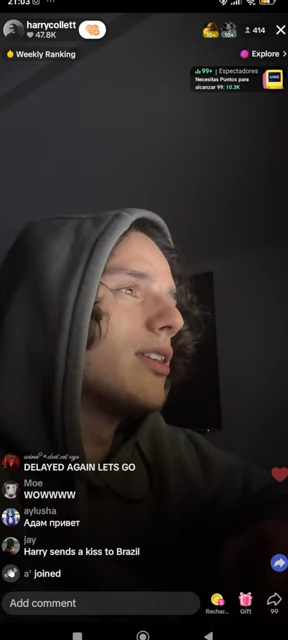 21:03
harrycollett
47.8K
414
Weekly Ranking
Explore >
99+ | Espectadores
Necesitas Puntos para
alcanzar 99: 10.3K
LIVE
DELAYED AGAIN LETS GO
Moe
WOWWWW
aylusha
Адам привет
jay
Harry sends a kiss to Brazil
a' joined
Add comment
Rechar...
Gift
99